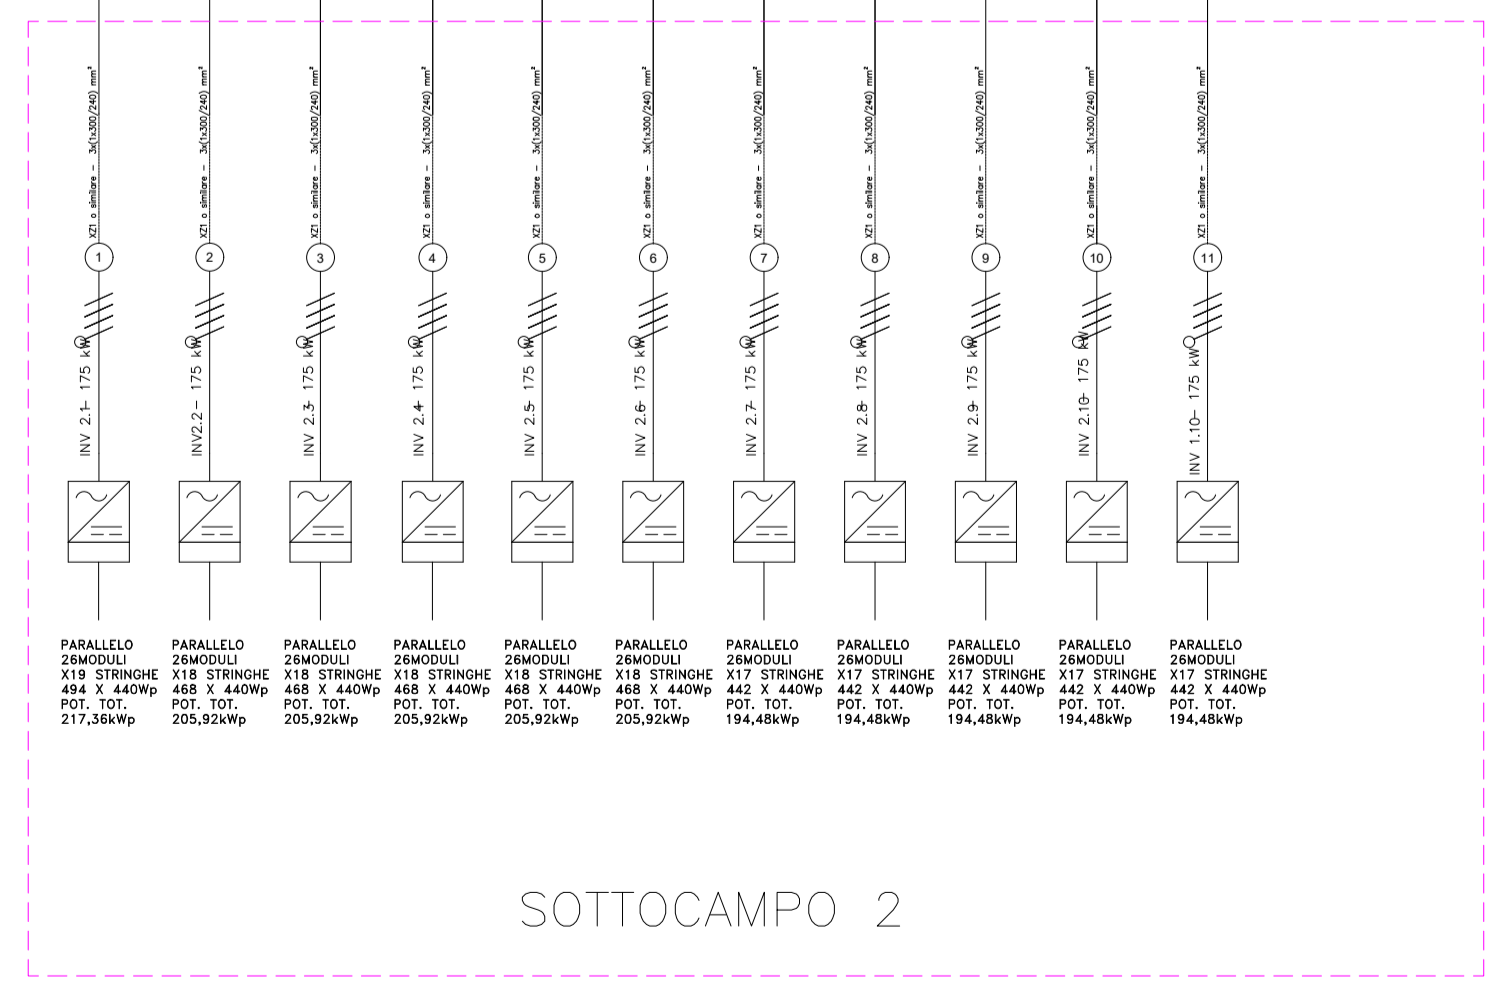 XZ1 o similare - 3x(1x300/240) mm²
XZ1 o similare - 3x(1x300/240) mm²
XZ1 o similare - 3x(1x300/240) mm²
XZ1 o similare - 3x(1x300/240) mm²
XZ1 o similare - 3x(1x300/240) mm²
XZ1 o similare - 3x(1x300/240) mm²
XZ1 o similare - 3x(1x300/240) mm²
XZ1 o similare - 3x(1x300/240) mm²
XZ1 o similare - 3x(1x300/240) mm²
XZ1 o similare - 3x(1x300/240) mm²
XZ1 o similare - 3x(1x300/240) mm²
1
2
3
4
5
6
7
8
9
10
11
INV 2.1- 175 kW
INV2.2- 175 kW
INV 2.3- 175 kW
INV 2.4- 175 kW
INV 2.5- 175 kW
INV 2.6- 175 kW
INV 2.7- 175 kW
INV 2.8- 175 kW
INV 2.9- 175 kW
INV 2.10- 175 kW
INV 1.10- 175 kW
PARALLELO
26MODULI
X19 STRINGHE
494 X 440Wp
POT. TOT.
217,36kWp
PARALLELO
26MODULI
X18 STRINGHE
468 X 440Wp
POT. TOT.
205,92kWp
PARALLELO
26MODULI
X18 STRINGHE
468 X 440Wp
POT. TOT.
205,92kWp
PARALLELO
26MODULI
X18 STRINGHE
468 X 440Wp
POT. TOT.
205,92kWp
PARALLELO
26MODULI
X18 STRINGHE
468 X 440Wp
POT. TOT.
205,92kWp
PARALLELO
26MODULI
X18 STRINGHE
468 X 440Wp
POT. TOT.
205,92kWp
PARALLELO
26MODULI
X17 STRINGHE
442 X 440Wp
POT. TOT.
194,48kWp
PARALLELO
26MODULI
X17 STRINGHE
442 X 440Wp
POT. TOT.
194,48kWp
PARALLELO
26MODULI
X17 STRINGHE
442 X 440Wp
POT. TOT.
194,48kWp
PARALLELO
26MODULI
X17 STRINGHE
442 X 440Wp
POT. TOT.
194,48kWp
PARALLELO
26MODULI
X17 STRINGHE
442 X 440Wp
POT. TOT.
194,48kWp
SOTTOCAMPO 2